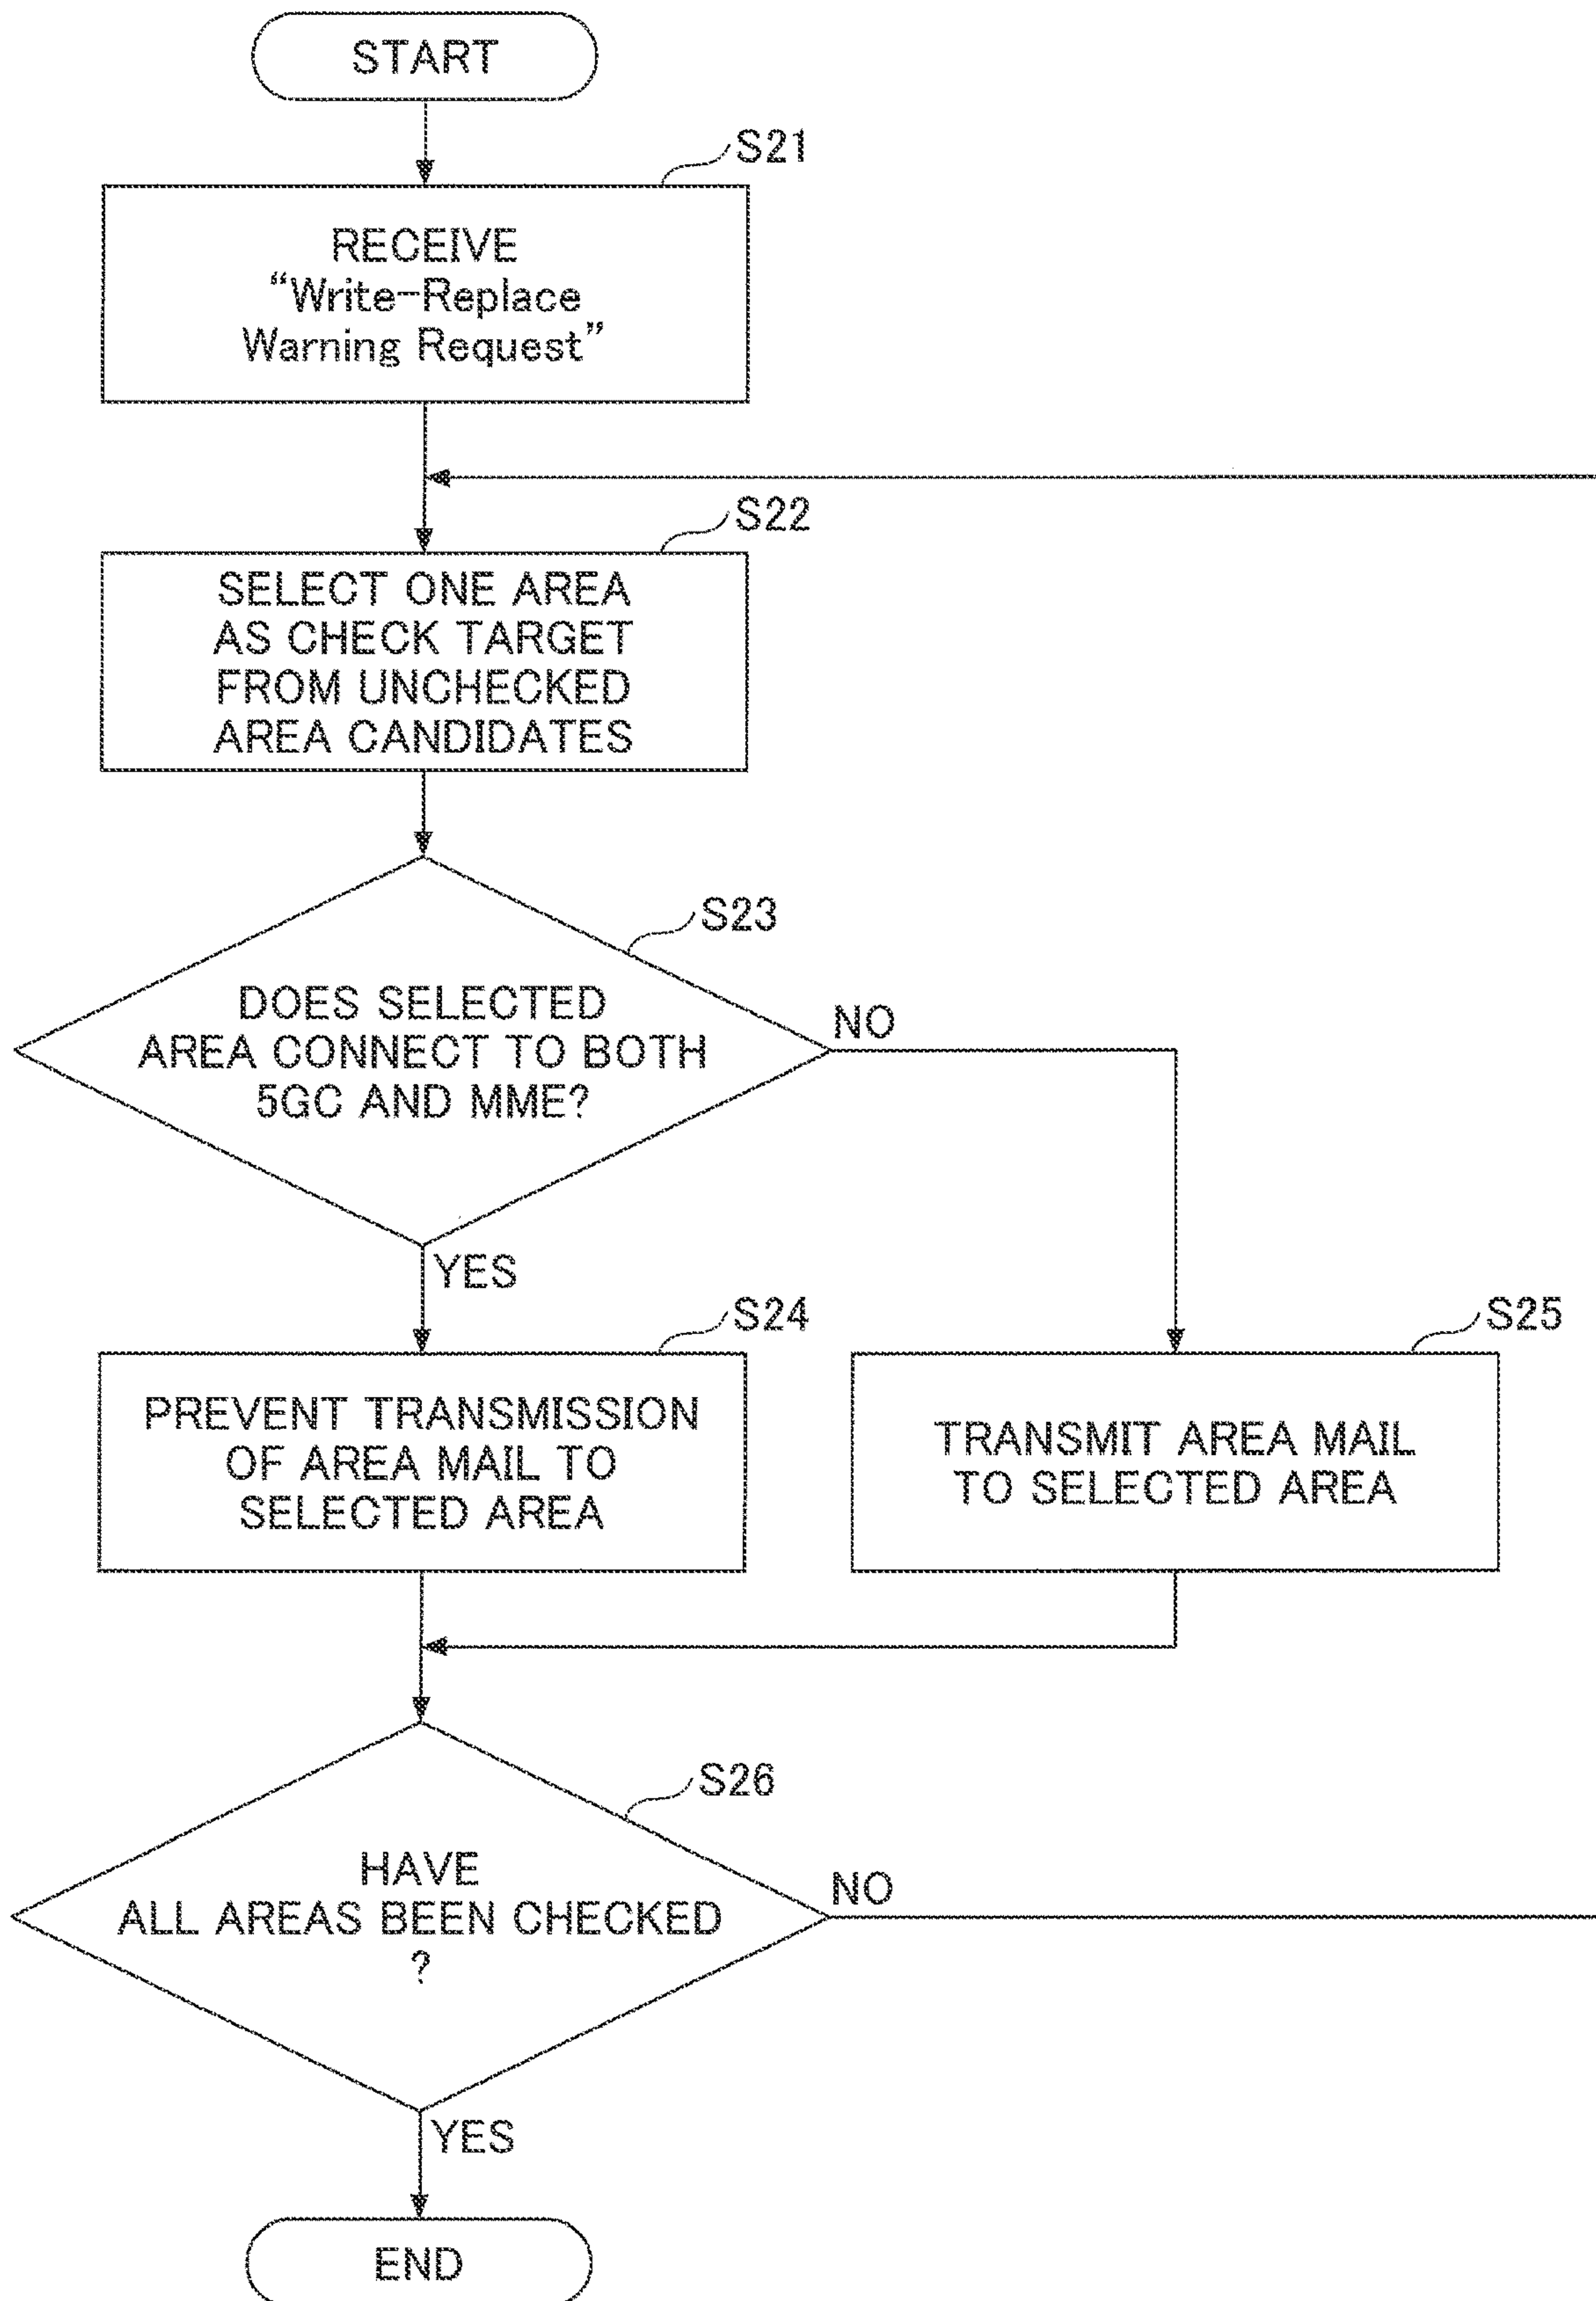 START
S21
RECEIVE
“Write-Replace
Warning Request”
S22
SELECT ONE AREA
AS CHECK TARGET
FROM UNCHECKED
AREA CANDIDATES
S23
DOES SELECTED
AREA CONNECT TO BOTH
5GC AND MME?
NO
YES
S24
PREVENT TRANSMISSION
OF AREA MAIL TO
SELECTED AREA
S25
TRANSMIT AREA MAIL
TO SELECTED AREA
S26
HAVE
ALL AREAS BEEN CHECKED
?
NO
YES
END